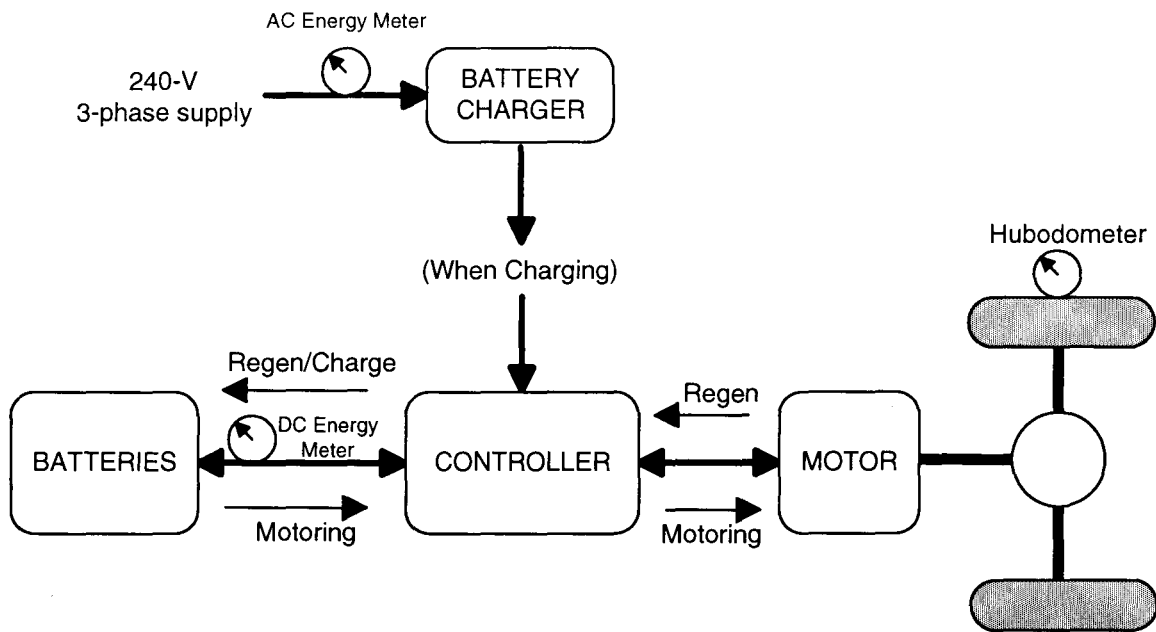 AC Energy Meter
240-V
3-phase supply
BATTERY
CHARGER
(When Charging)
Hubodometer
Regen/Charge
Regen
DC Energy
Meter
BATTERIES
CONTROLLER
MOTOR
Motoring
Motoring